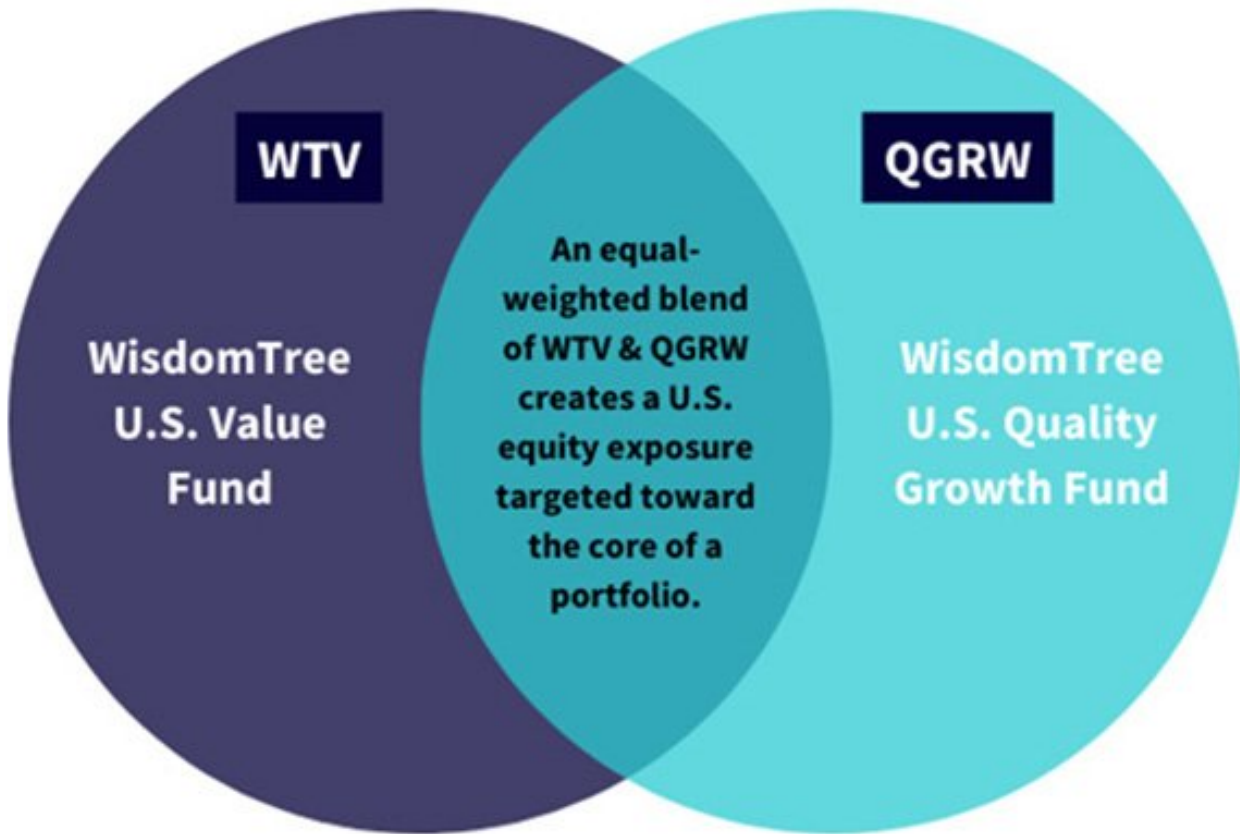 WTV
WisdomTree
U.S. Value
Fund
An equal-
weighted blend
of WTV & QGRW
creates a U.S.
equity exposure
targeted toward
the core of a
portfolio.
QGRW
WisdomTree
U.S. Quality
Growth Fund